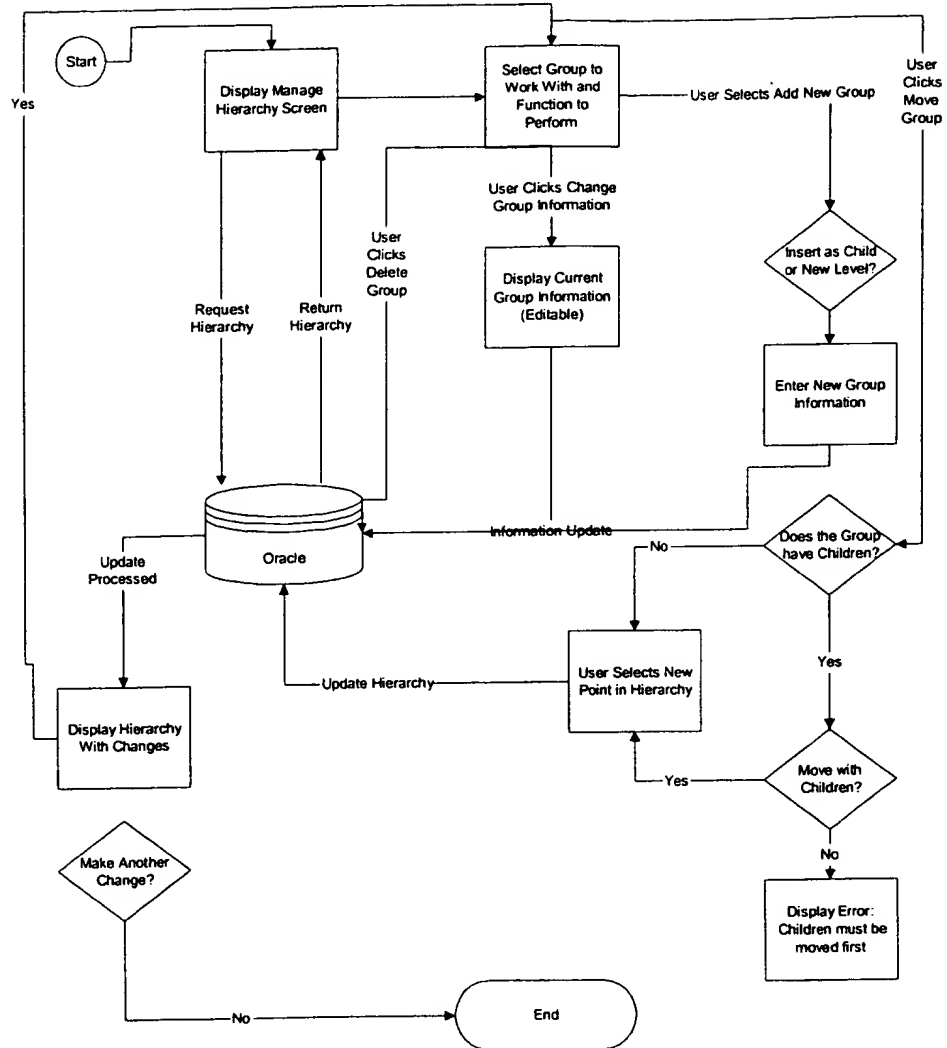 Start
Yes
Display Manage
Hierarchy Screen
Select Group to
Work With and
Function to
Perform
User Selects Add New Group
User
Clicks
Move
Group
User Clicks Change
Group Information
User
Clicks
Delete
Group
Insert as Child
or New Level?
Display Current
Group Information
(Editable)
Request
Hierarchy
Return
Hierarchy
Enter New Group
Information
Oracle
Information Update
Does the Group
have Children?
No
Update
Processed
Yes
User Selects New
Point in Hierarchy
Update Hierarchy
Display Hierarchy
With Changes
Move with
Children?
Yes
No
Make Another
Change?
Display Error:
Children must be
moved first
No
End